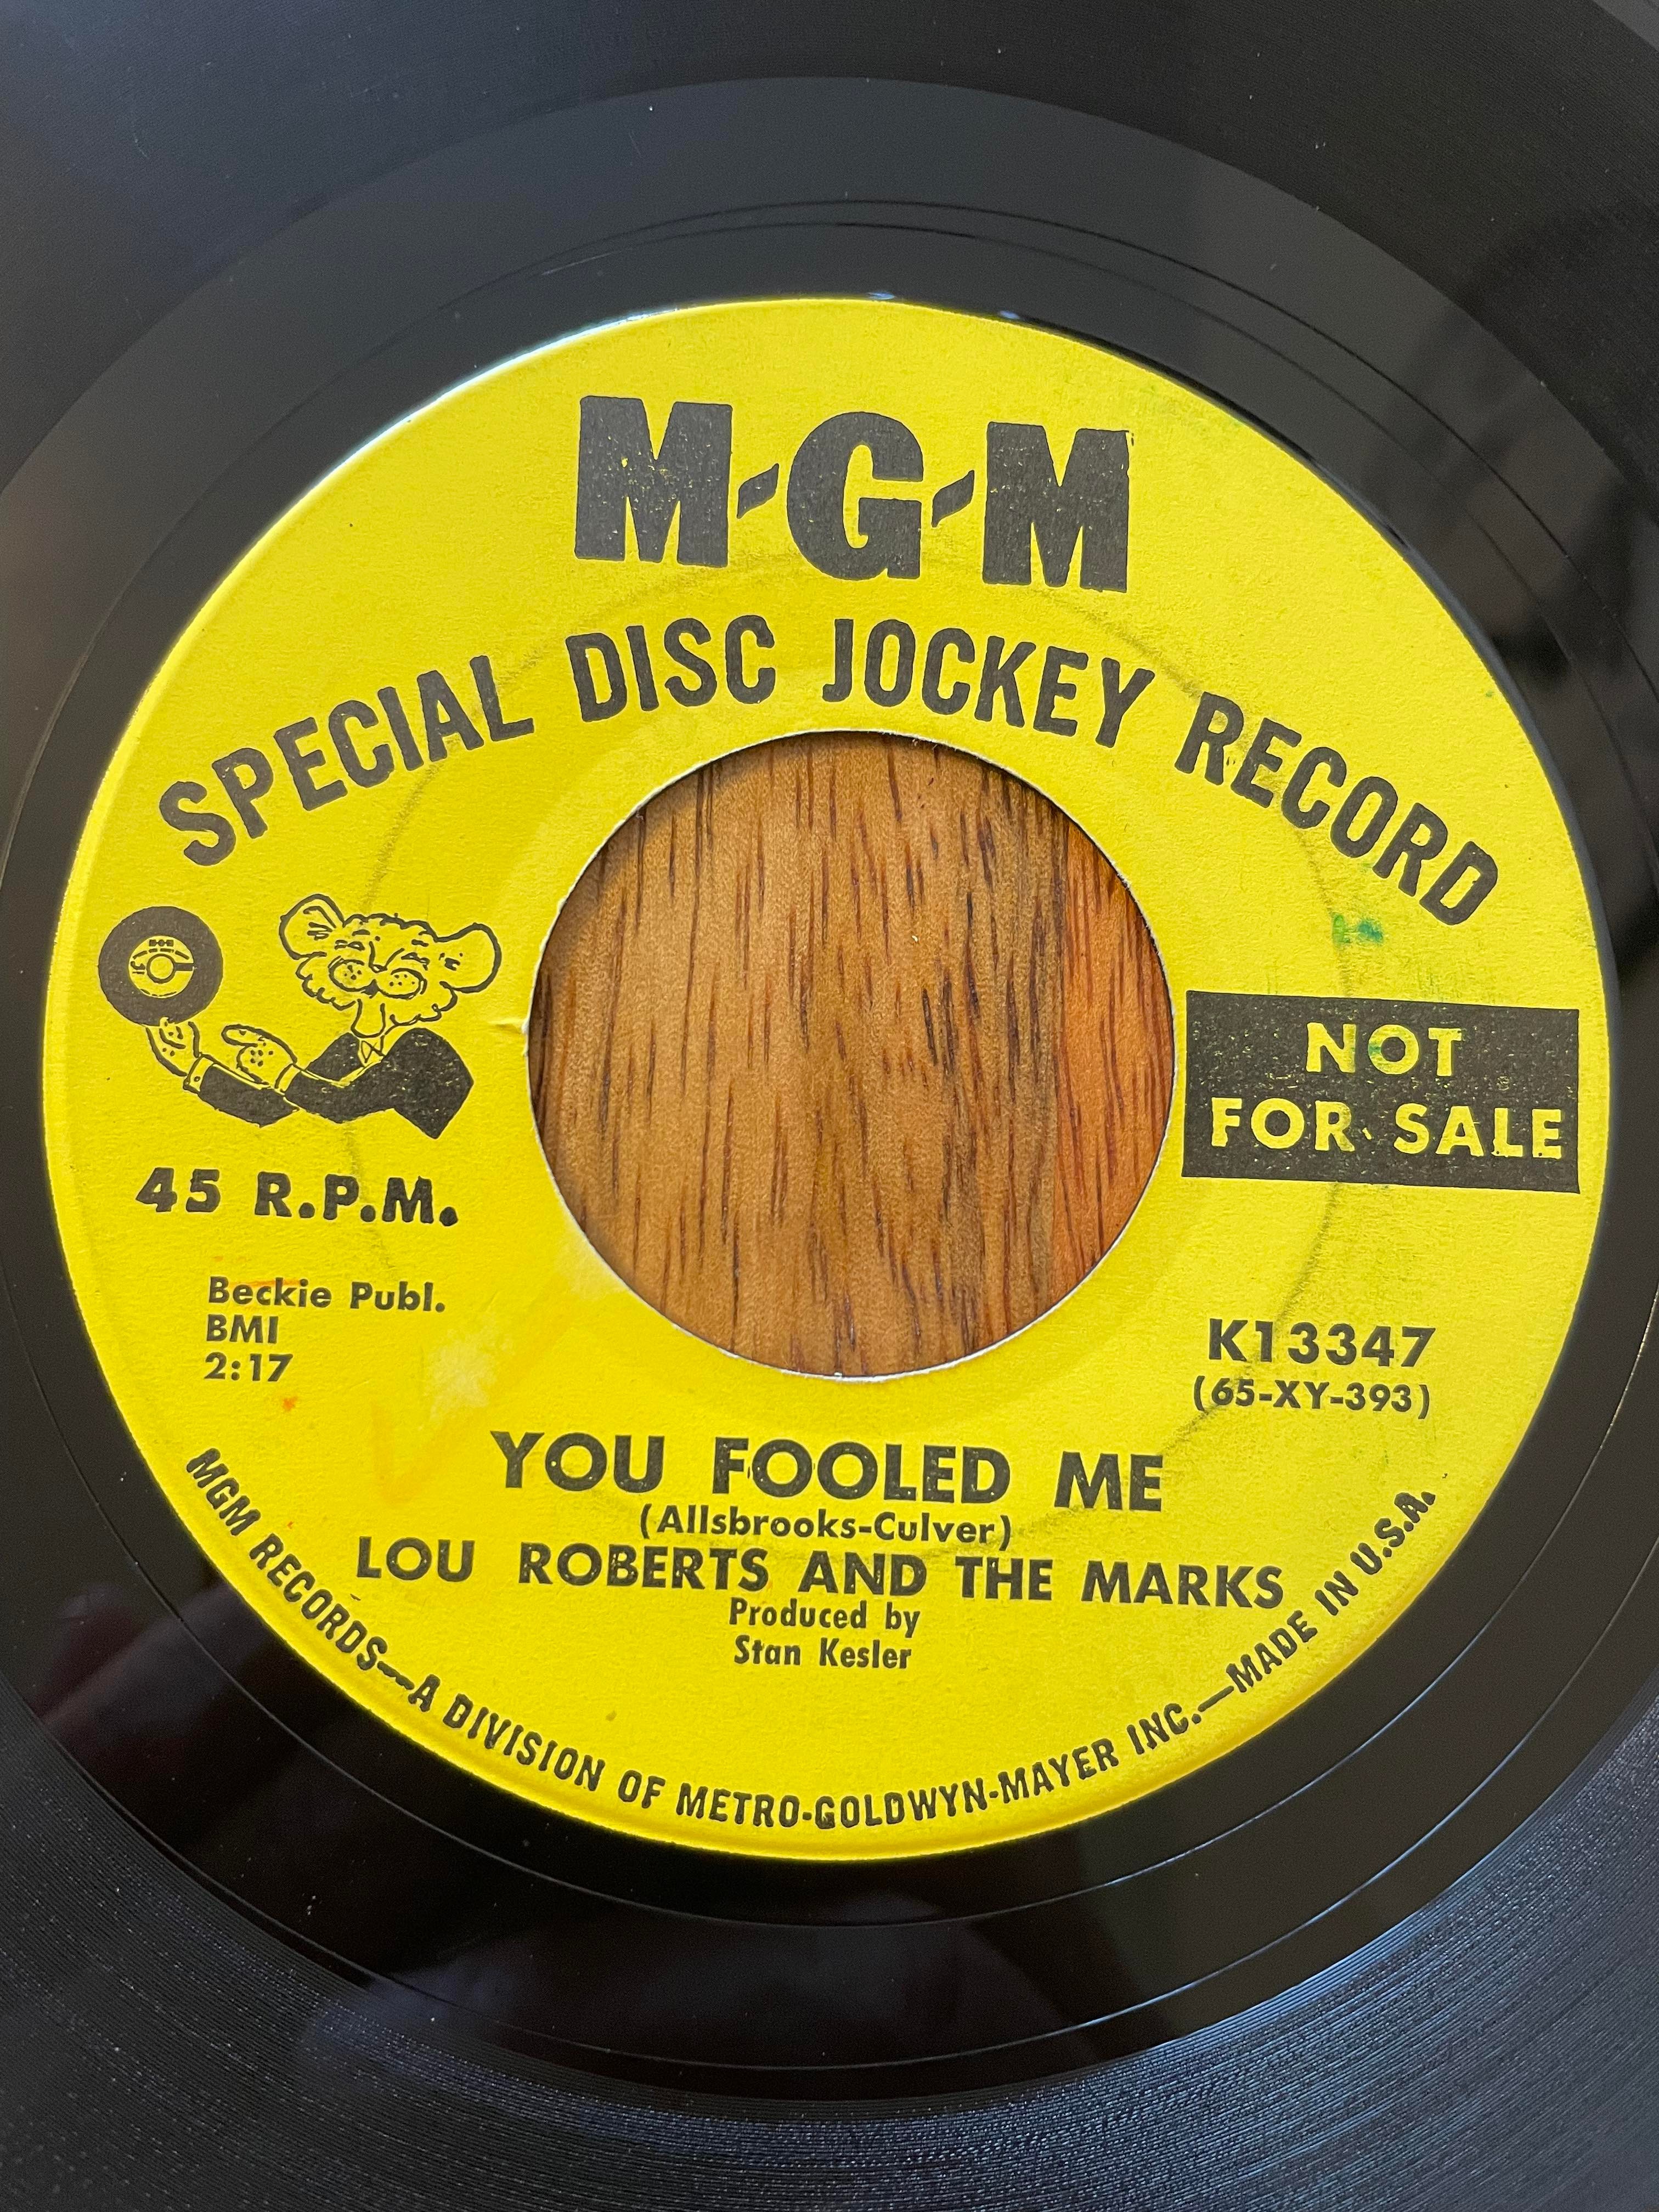 M-G-M
SPECIAL DISC JOCKEY RECORD
NOT
FOR SALE
45 R.P.M.
Beckie Publ.
BMI
2:17
K13347
(65-XY-393)
YOU FOOLED ME
(Allsbrooks-Culver)
LOU ROBERTS AND THE MARKS
Produced by
Stan Kesler
MGM RECORDS—A DIVISION OF METRO-GOLDWYN-MAYER INC.—MADE IN U.S.A.